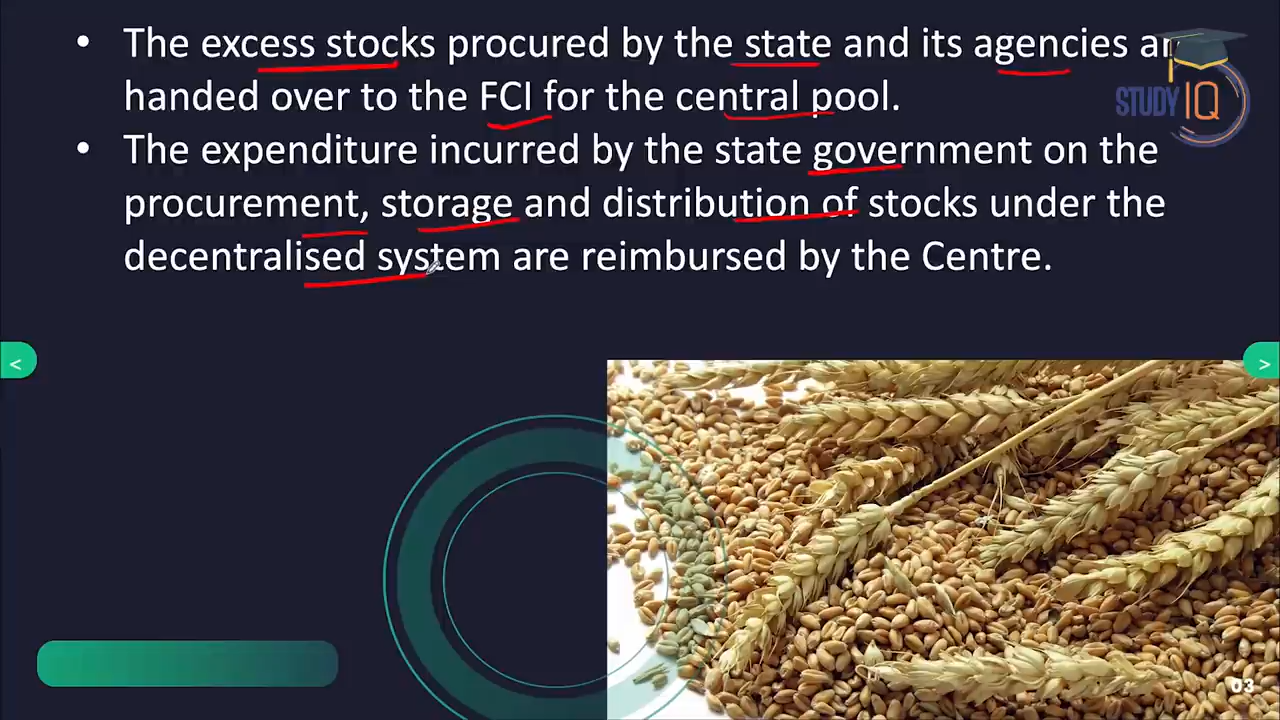 • The excess stocks procured by the state and its agencies
handed over to the FCI for the central pool.
• The expenditure incurred by the state government on the
procurement, storage and distribution of stocks under the
decentralised system are reimbursed by the Centre.
STUDY IQ
<
>
03